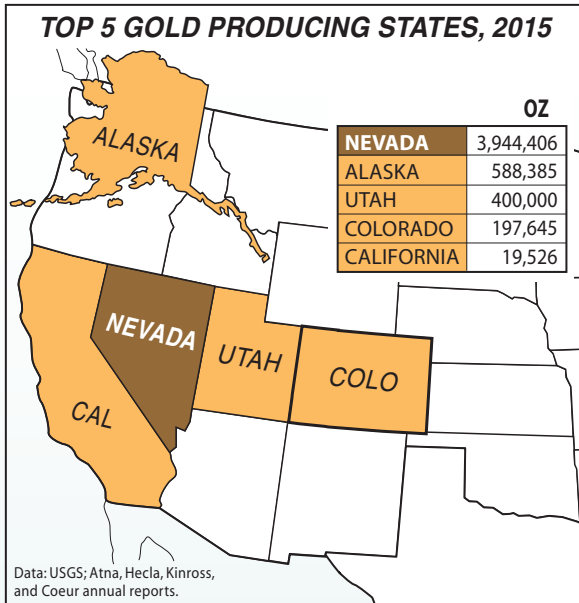 TOP 5 GOLD PRODUCING STATES, 2015
OZ
NEVADA 3,944,406
ALASKA 588,385
UTAH 400,000
COLORADO 197,645
CALIFORNIA 19,526
ALASKA
NEVADA
UTAH
COLO
CAL
Data: USGS; Atna, Hecla, Kinross,
and Coeur annual reports.